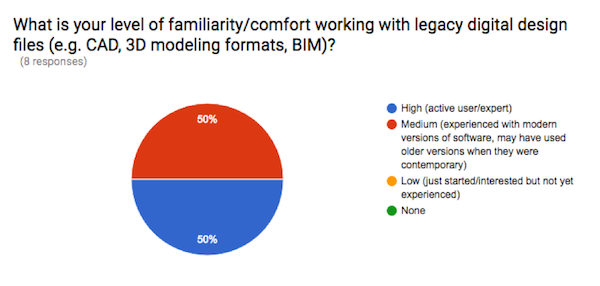 What is your level of familiarity/comfort working with legacy digital design
files (e.g. CAD, 3D modeling formats, BIM)?
(8 responses)
50%
50%
High (active user/expert)
Medium (experienced with modern
versions of software, may have used
older versions when they were
contemporary)
Low (just started/interested but not yet
experienced)
None